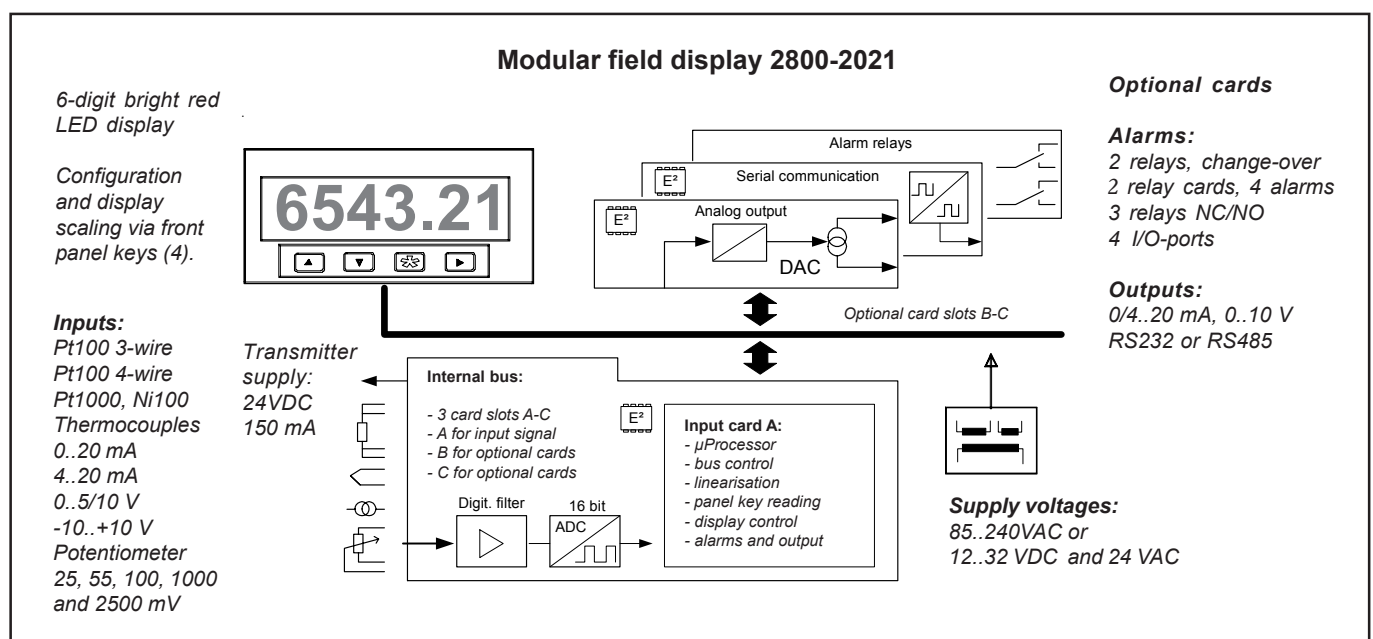 Modular field display 2800-2021
6-digit bright red
LED display
Configuration
and display
scaling via front
panel keys (4).
6543.21
Inputs:
Pt100 3-wire
Pt100 4-wire
Pt1000, Ni100
Thermocouples
0..20 mA
4..20 mA
0..5/10 V
-10..+10 V
Potentiometer
25, 55, 100, 1000
and 2500 mV
Transmitter
supply:
24VDC
150 mA
Alarm relays
E²
Serial communication
E²
Analog output
DAC
Optional card slots B-C
Internal bus:
- 3 card slots A-C
- A for input signal
- B for optional cards
- C for optional cards
E²
Digit. filter
16 bit
ADC
Input card A:
- µProcessor
- bus control
- linearisation
- panel key reading
- display control
- alarms and output
Optional cards
Alarms:
2 relays, change-over
2 relay cards, 4 alarms
3 relays NC/NO
4 I/O-ports
Outputs:
0/4..20 mA, 0..10 V
RS232 or RS485
Supply voltages:
85..240VAC or
12..32 VDC and 24 VAC